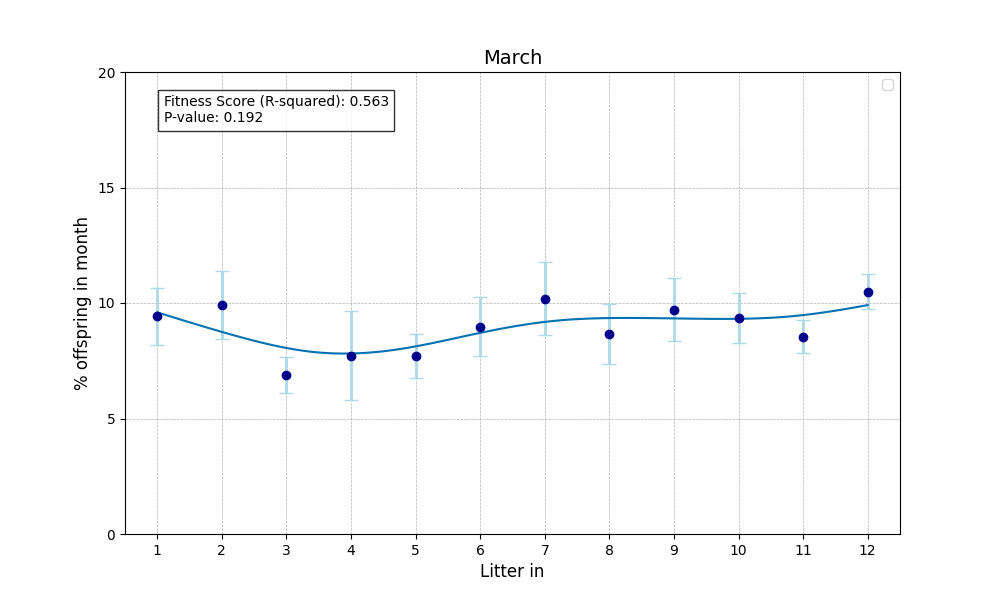 March
Fitness Score (R-squared): 0.563
P-value: 0.192
% offspring in month
20
15
10
5
0
1 2 3 4 5 6 7 8 9 10 11 12
Litter in